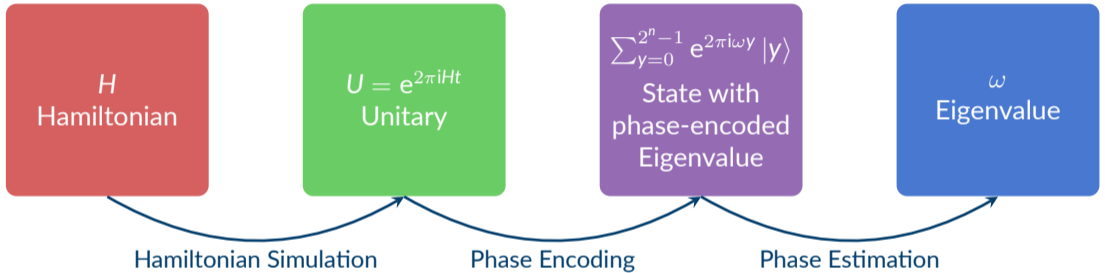 H
Hamiltonian
U = e^{2πiHt}
Unitary
∑_{y=0}^{2^n−1} e^{2πiωy} |y⟩
State with
phase-encoded
Eigenvalue
ω
Eigenvalue
Hamiltonian Simulation
Phase Encoding
Phase Estimation